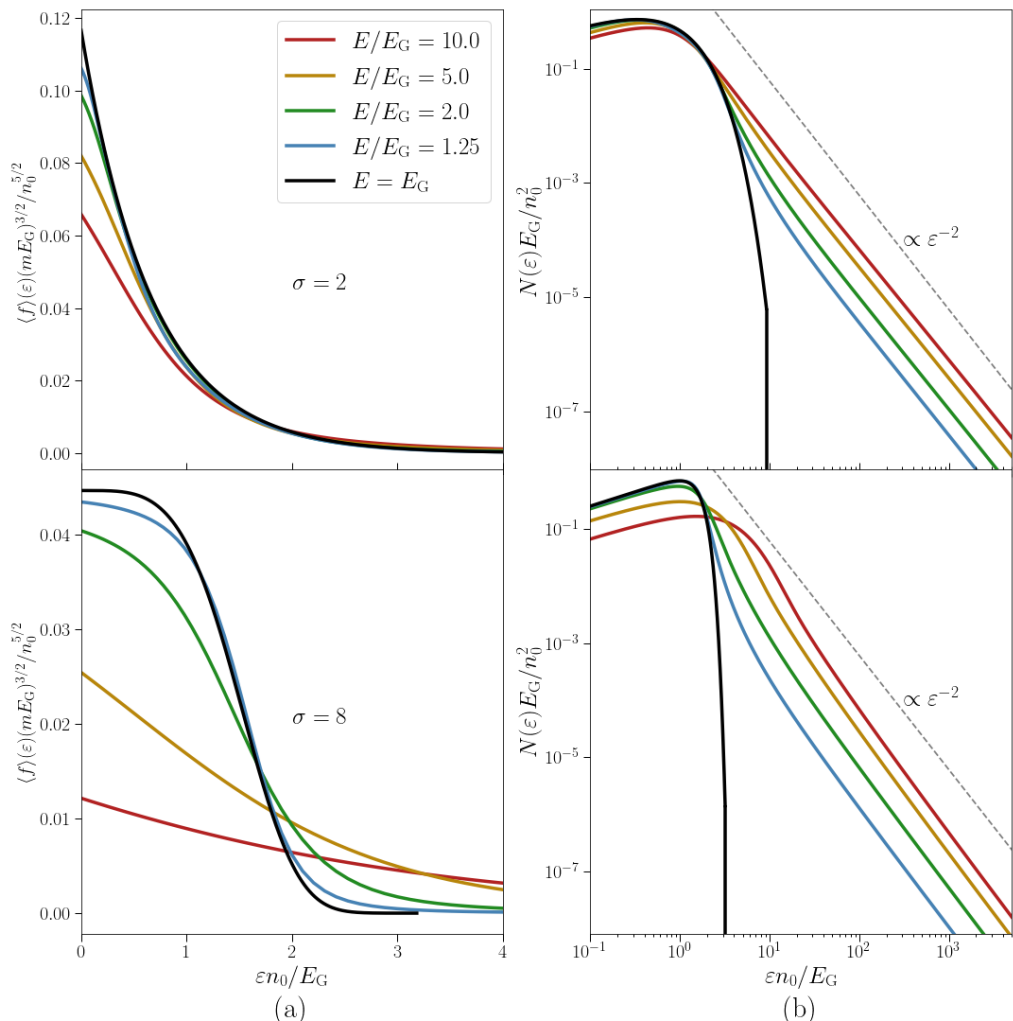 0.12
0.10
0.08
0.06
0.04
0.02
0.00
⟨f⟩(ε)(mE_G)^{3/2}/n_0^{5/2}
E/E_G = 10.0
E/E_G = 5.0
E/E_G = 2.0
E/E_G = 1.25
E = E_G
σ = 2
10^{-1}
10^{-3}
10^{-5}
10^{-7}
N(ε)E_G/n_0^2
∝ ε^{-2}
0.04
0.03
0.02
0.01
0.00
⟨f⟩(ε)(mE_G)^{3/2}/n_0^{5/2}
σ = 8
0 1 2 3 4
εn_0/E_G
(a)
10^{-1}
10^{-3}
10^{-5}
10^{-7}
N(ε)E_G/n_0^2
∝ ε^{-2}
10^{-1} 10^0 10^1 10^2 10^3
εn_0/E_G
(b)